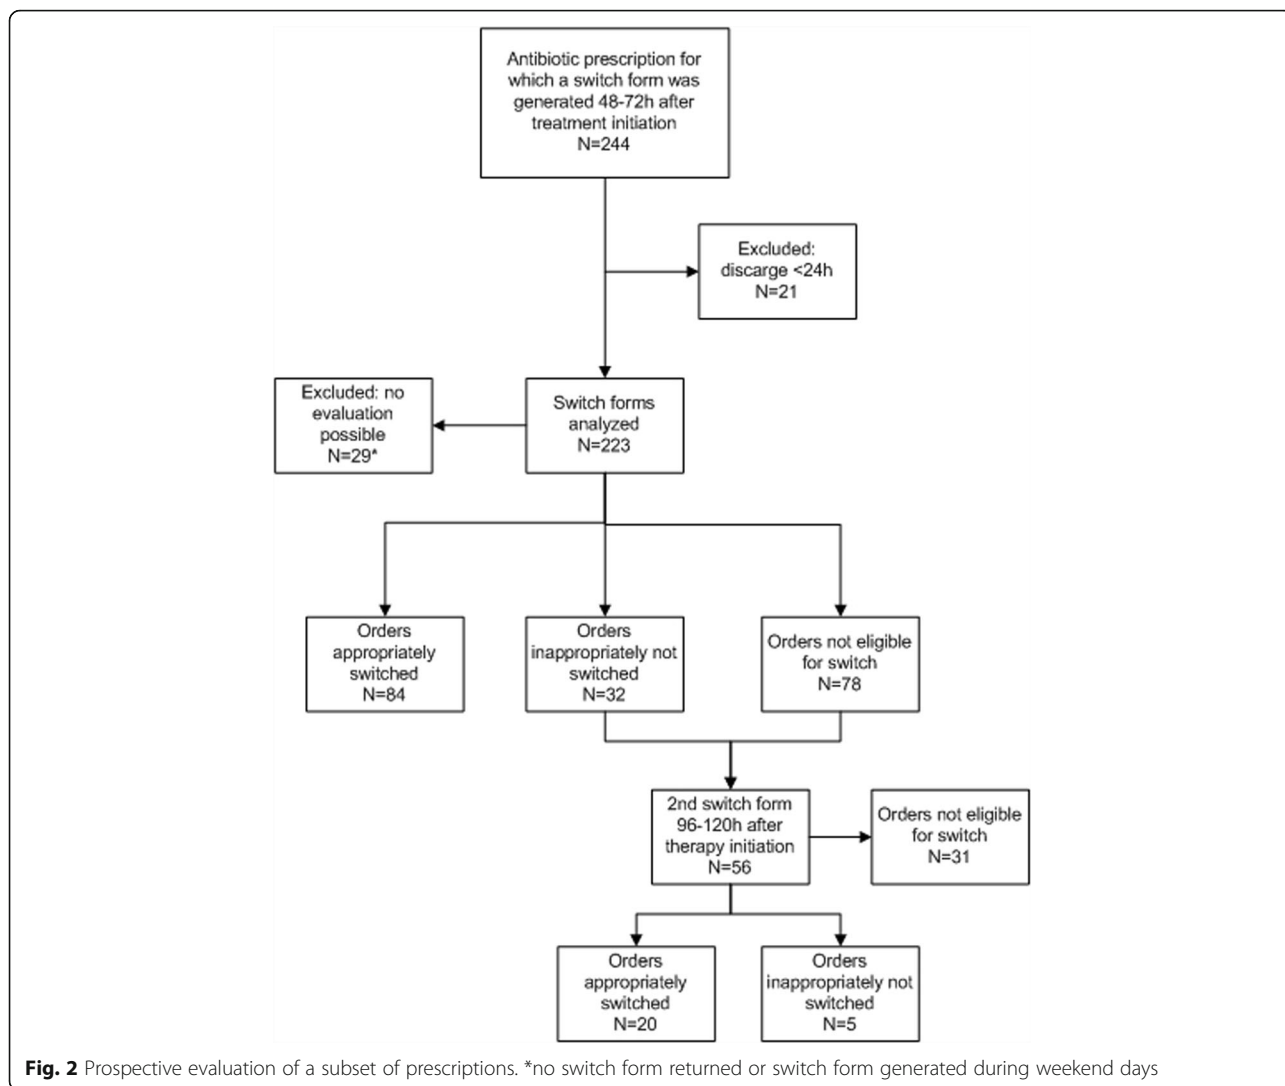 Antibiotic prescription for
which a switch form was
generated 48-72h after
treatment initiation
N=244
Excluded:
discarge <24h
N=21
Excluded: no
evaluation
possible
N=29*
Switch forms
analyzed
N=223
Orders
appropriately
switched
N=84
Orders
inappropriately not
switched
N=32
Orders not eligible
for switch
N=78
2nd switch form
96-120h after
therapy initiation
N=56
Orders not eligible
for switch
N=31
Orders
appropriately
switched
N=20
Orders
inappropriately not
switched
N=5
Fig. 2 Prospective evaluation of a subset of prescriptions. *no switch form returned or switch form generated during weekend days